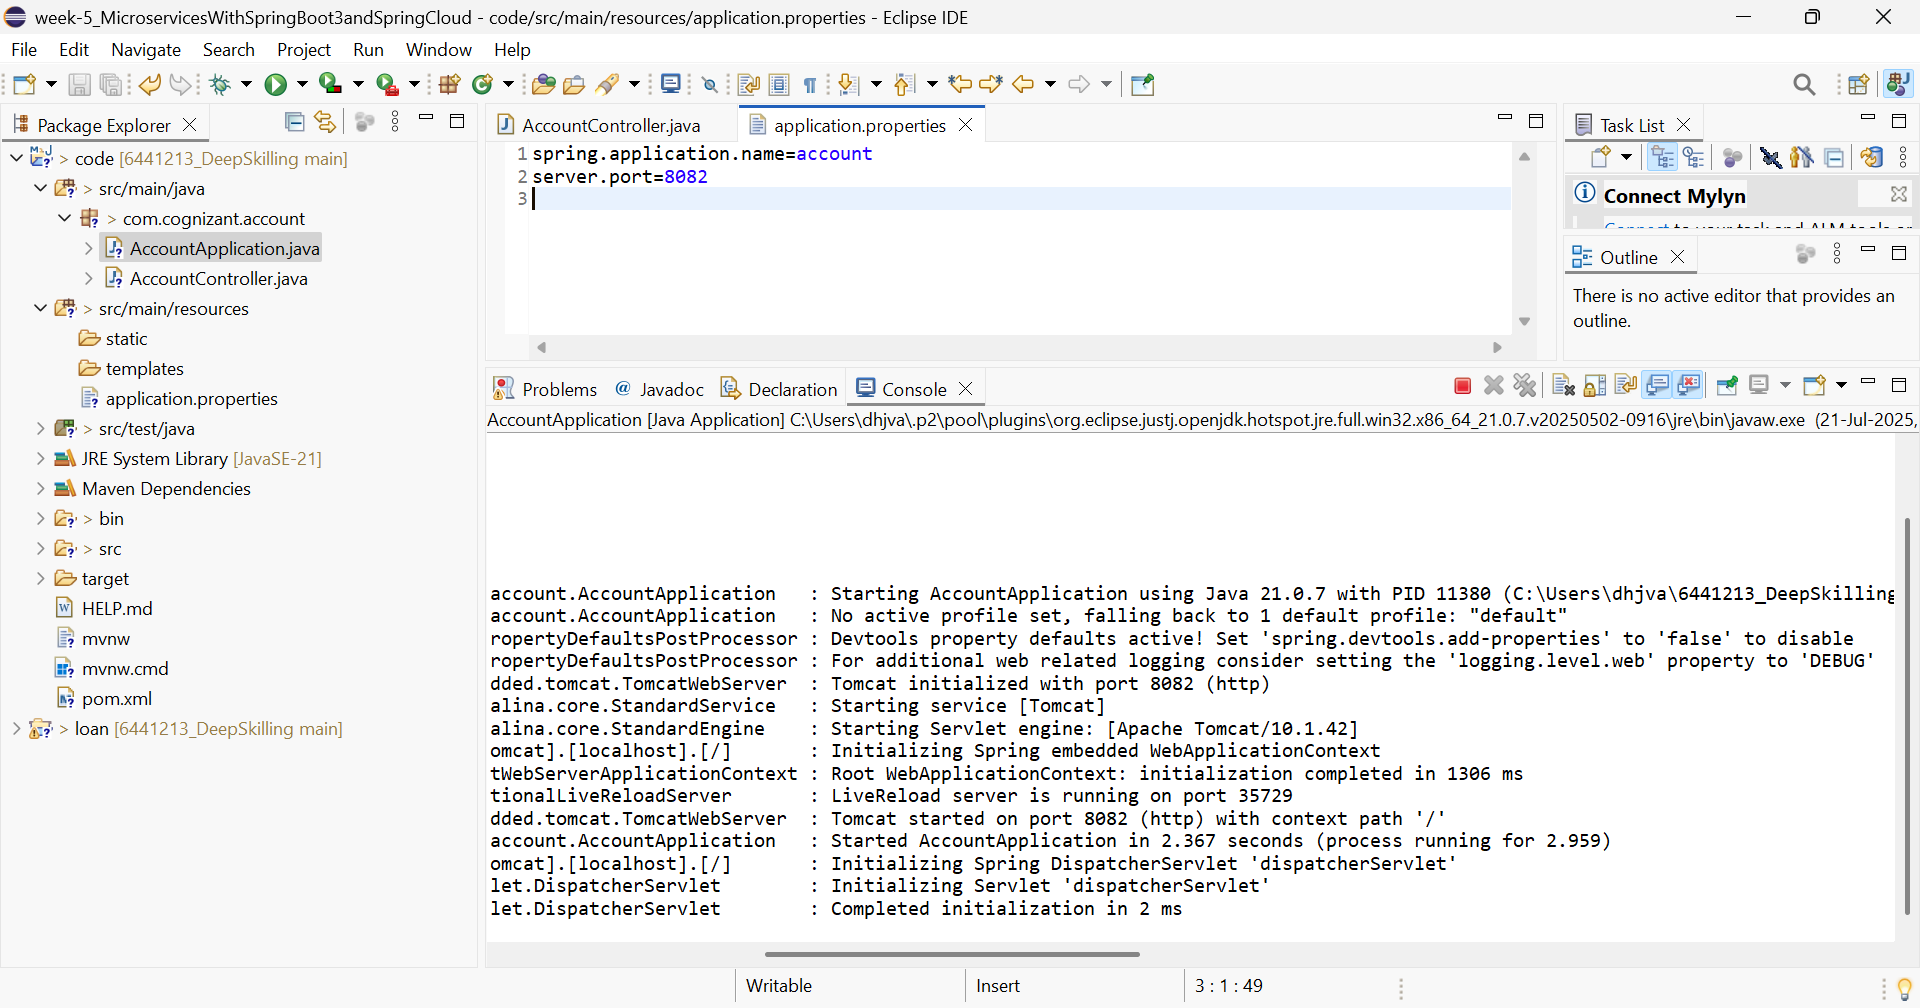 week-5_MicroservicesWithSpringBoot3andSpringCloud - code/src/main/resources/application.properties - Eclipse IDE
File Edit Navigate Search Project Run Window Help
Package Explorer
> code [6441213_DeepSkilling main]
> src/main/java
> com.cognizant.account
AccountApplication.java
AccountController.java
> src/main/resources
static
templates
application.properties
> src/test/java
JRE System Library [JavaSE-21]
Maven Dependencies
> bin
> src
target
HELP.md
mvnw
mvnw.cmd
pom.xml
> loan [6441213_DeepSkilling main]
AccountController.java application.properties
1 spring.application.name=account
2 server.port=8082
3
Task List
Connect Mylyn
Outline
There is no active editor that provides an
outline.
Problems @ Javadoc Declaration Console
AccountApplication [Java Application] C:\Users\dhjva\.p2\pool\plugins\org.eclipse.justj.openjdk.hotspot.jre.full.win32.x86_64_21.0.7.v20250502-0916\jre\bin\javaw.exe (21-Jul-2025,
account.AccountApplication : Starting AccountApplication using Java 21.0.7 with PID 11380 (C:\Users\dhjva\6441213_DeepSkilling
account.AccountApplication : No active profile set, falling back to 1 default profile: "default"
ropertyDefaultsPostProcessor : Devtools property defaults active! Set 'spring.devtools.add-properties' to 'false' to disable
ropertyDefaultsPostProcessor : For additional web related logging consider setting the 'logging.level.web' property to 'DEBUG'
dded.tomcat.TomcatWebServer : Tomcat initialized with port 8082 (http)
alina.core.StandardService : Starting service [Tomcat]
alina.core.StandardEngine : Starting Servlet engine: [Apache Tomcat/10.1.42]
omcat].[localhost].[/] : Initializing Spring embedded WebApplicationContext
tWebServerApplicationContext : Root WebApplicationContext: initialization completed in 1306 ms
tionalLiveReloadServer : LiveReload server is running on port 35729
dded.tomcat.TomcatWebServer : Tomcat started on port 8082 (http) with context path '/'
account.AccountApplication : Started AccountApplication in 2.367 seconds (process running for 2.959)
omcat].[localhost].[/] : Initializing Spring DispatcherServlet 'dispatcherServlet'
let.DispatcherServlet : Initializing Servlet 'dispatcherServlet'
let.DispatcherServlet : Completed initialization in 2 ms
Writable Insert 3 : 1 : 49